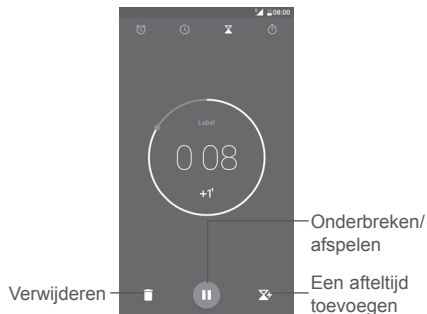 08:00
Label
0 08
+1'
Onderbreken/
afspelen
Verwijderen
Een afteltijd
toevoegen